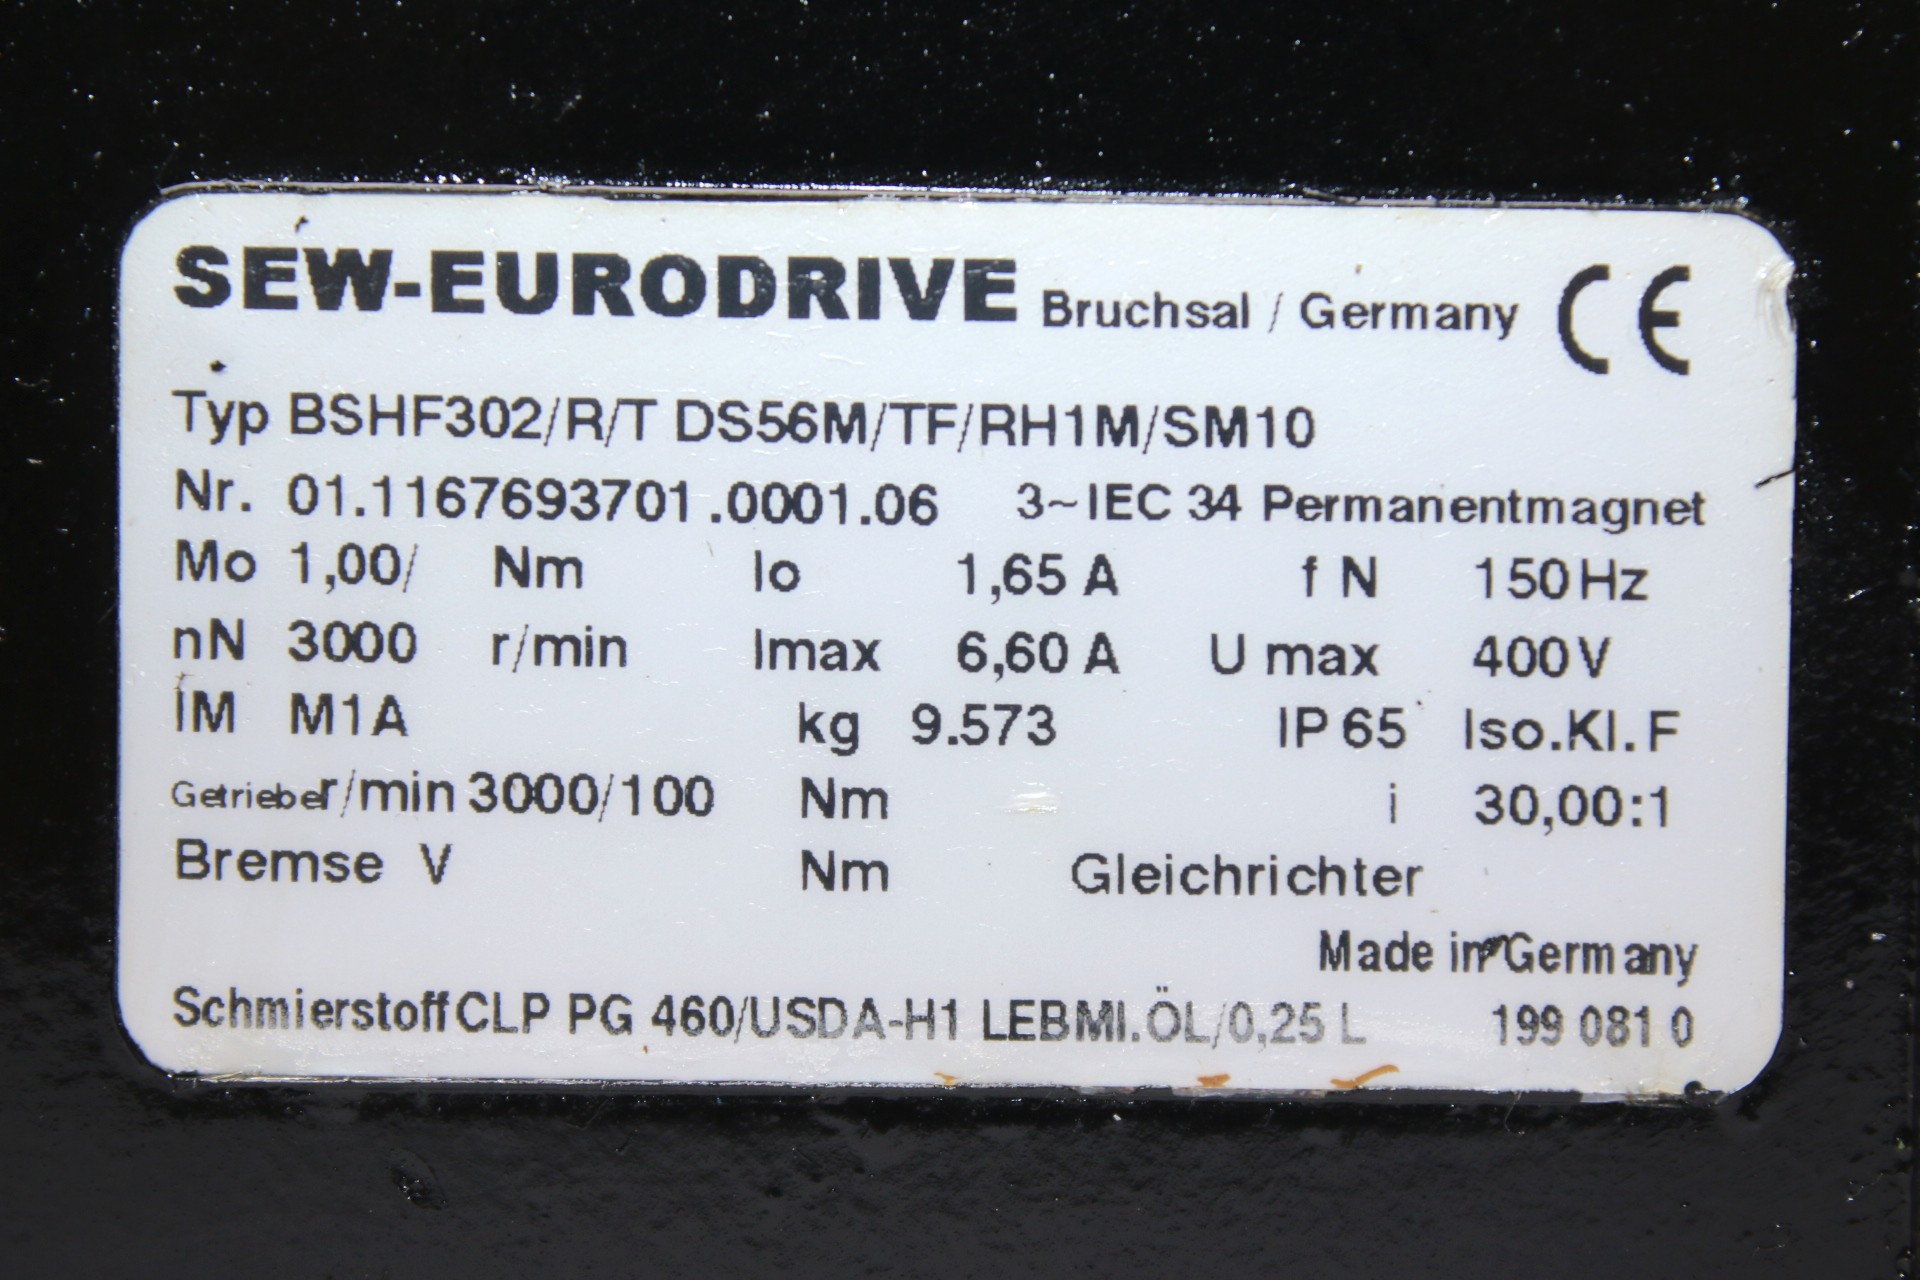 SEW-EURODRIVE Bruchsal / Germany CE
Typ BSHF302/R/T DS56M/TF/RH1M/SM10
Nr. 01.1167693701.0001.06 3~IEC 34 Permanentmagnet
Mo 1,00/ Nm Io 1,65 A f N 150 Hz
nN 3000 r/min Imax 6,60 A U max 400 V
IM M1A kg 9.573 IP 65 Iso.Kl. F
Getriebe r/min 3000/100 Nm i 30,00:1
Bremse V Nm Gleichrichter
Made in Germany
Schmierstoff CLP PG 460/USDA-H1 LEBMI.ÖL/0,25 L 199 081 0